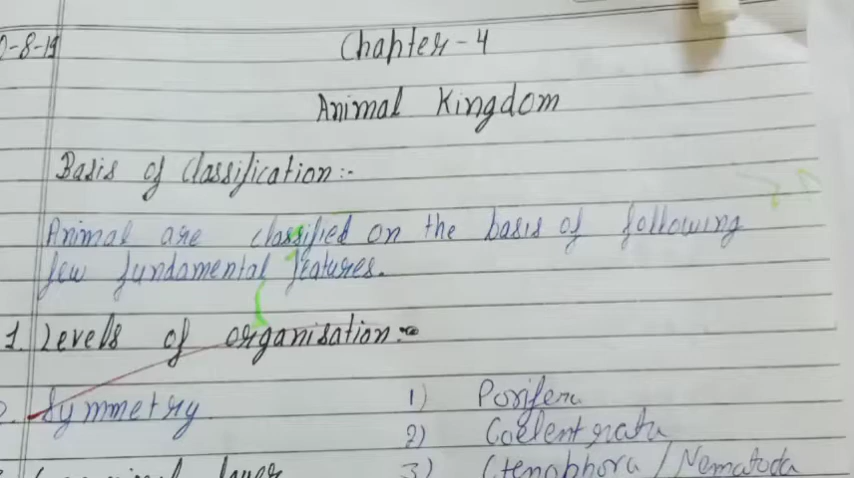 -8-19
Chapter-4
Animal Kingdom
Basis of classification:-
Animal are classified on the basis of following
few fundamental features.
1. Levels of organisation:-
2. Symmetry
1) Porifera
2) Coelentrata
3) Ctenophora / Nematoda
layer